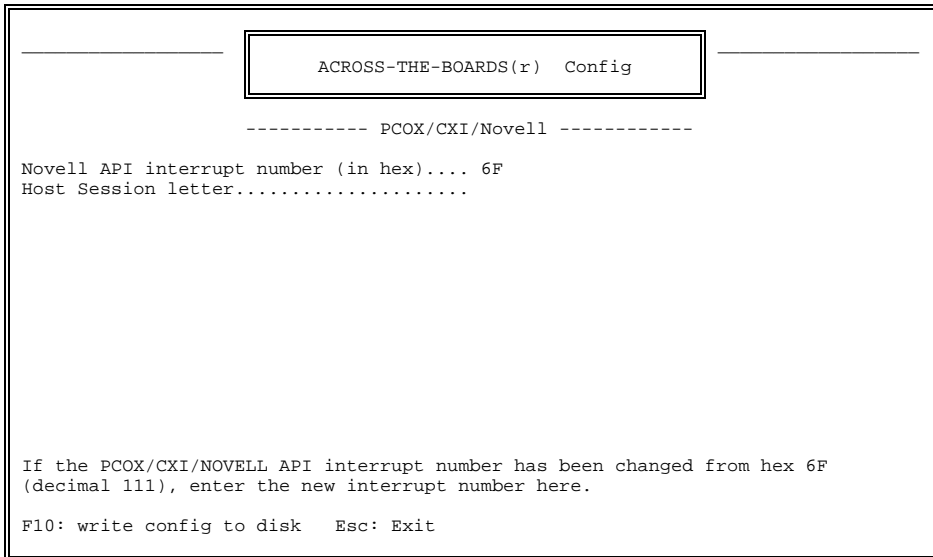 ACROSS-THE-BOARDS(r) Config
----------- PCOX/CXI/Novell ------------
Novell API interrupt number (in hex).... 6F
Host Session letter.....................
If the PCOX/CXI/NOVELL API interrupt number has been changed from hex 6F
(decimal 111), enter the new interrupt number here.
F10: write config to disk Esc: Exit